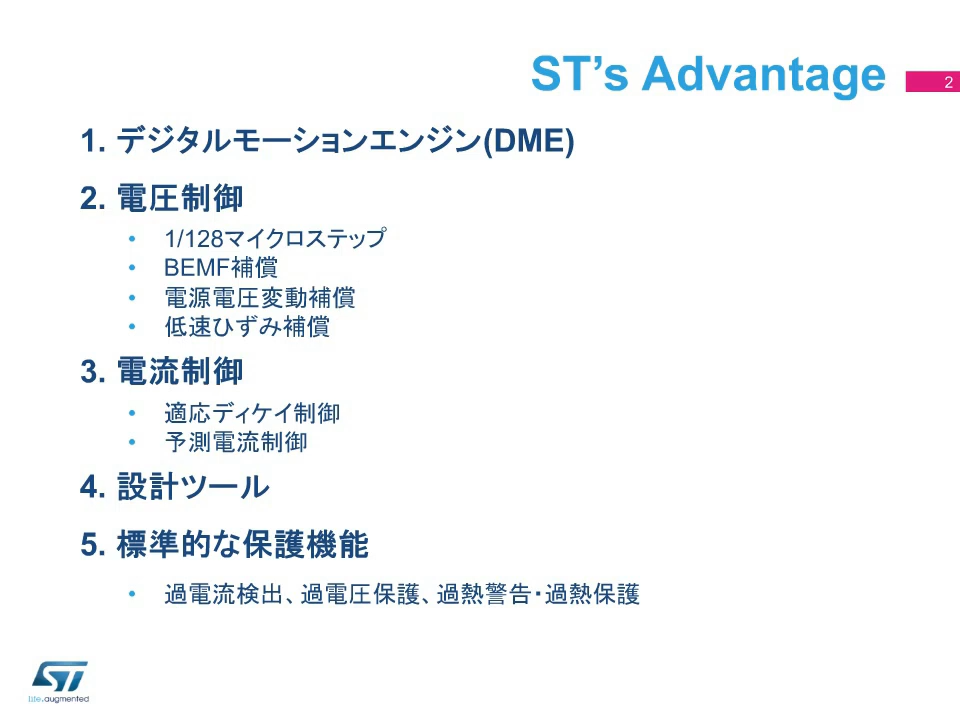 ST's Advantage
2
1. デジタルモーションエンジン(DME)
2. 電圧制御
• 1/128マイクロステップ
• BEMF補償
• 電源電圧変動補償
• 低速ひずみ補償
3. 電流制御
• 適応ディケイ制御
• 予測電流制御
4. 設計ツール
5. 標準的な保護機能
• 過電流検出、過電圧保護、過熱警告・過熱保護
ST
life.augmented